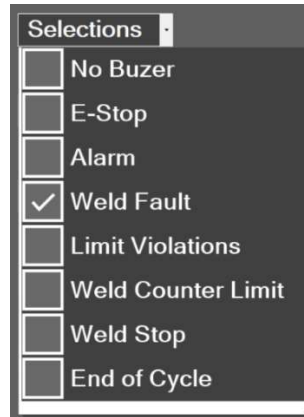 Selections
No Buzer
E-Stop
Alarm
Weld Fault
Limit Violations
Weld Counter Limit
Weld Stop
End of Cycle